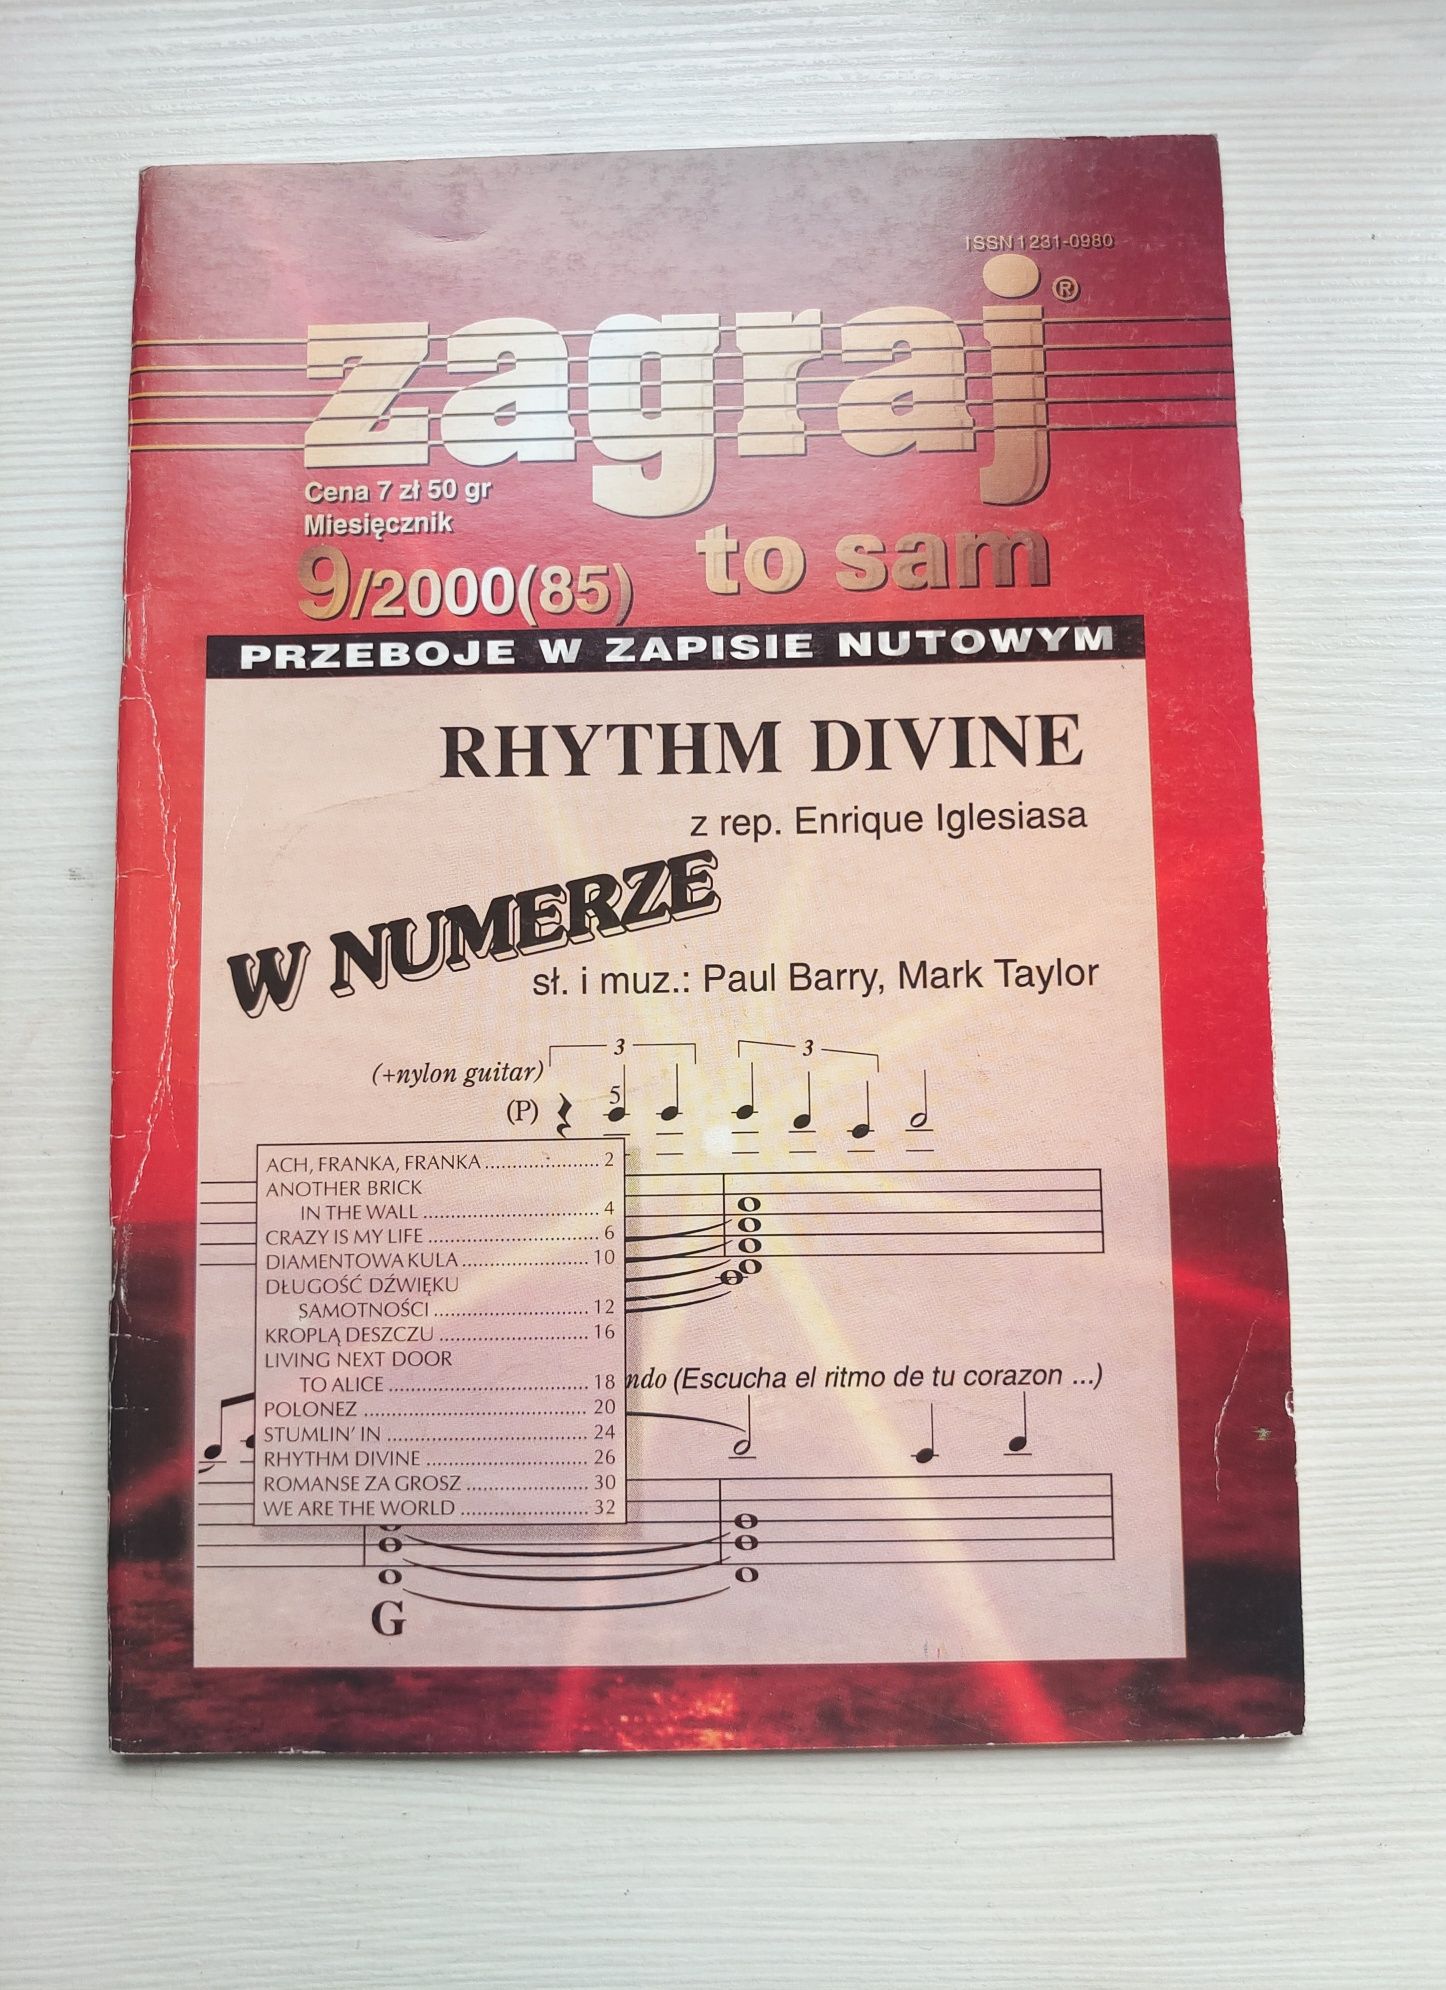 ISSN 1231-0980
zagraj®
to sam
Cena 7 zł 50 gr
Miesięcznik
9/2000(85)
PRZEBOJE W ZAPISIE NUTOWYM
RHYTHM DIVINE
z rep. Enrique Iglesiasa
W NUMERZE
sł. i muz.: Paul Barry, Mark Taylor
3 3
(+nylon guitar)
(P) 5
ACH, FRANKA, FRANKA ...................... 2
ANOTHER BRICK
IN THE WALL .................................. 4
CRAZY IS MY LIFE ................................. 6
DIAMENTOWA KULA ........................ 10
DŁUGOŚĆ DŹWIĘKU
SAMOTNOŚCI .............................. 12
KROPLĄ DESZCZU ............................. 16
LIVING NEXT DOOR
TO ALICE ...................................... 18
POLONEZ .......................................... 20
STUMLIN' IN ...................................... 24
RHYTHM DIVINE ............................... 26
ROMANSE ZA GROSZ ........................ 30
WE ARE THE WORLD ......................... 32
ndo (Escucha el ritmo de tu corazon ...)
G